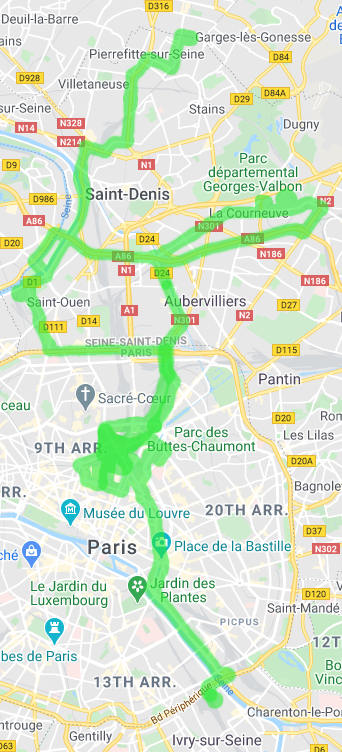 D316
Deuil-la-Barre
Garges-lès-Gonesse
Pierrefitte-sur-Seine
D84
D928
Villetaneuse
D84A
sur-Seine
Stains
D29
N14
N328
Dugny
N214
N1
Parc
départemental
Georges-Valbon
D9
Saint-Denis
Seine
D986
N2
La Courneuve
A86
N301
D20
D24
A86
A86
N186
N1
D24
D1
N186
Saint-Ouen
Aubervilliers
D27
A1
D111
D14
N301
N2
SEINE-SAINT-DENIS
PARIS
D115
Pantin
Sacré-Cœur
ceau
D20
Parc des
Buttes-Chaumont
Les Lilas
9TH ARR.
D20A
RR.
Bagnole
Musée du Louvre
20TH ARR.
D37
Paris
Place de la Bastille
N302
ché
Le Jardin du
Luxembourg
Jardin des
Plantes
D120
Saint-Mandé
PICPUS
12T
bes de Paris
Bo
Vinc
13TH ARR.
Bd Périphérique
Seine
Charenton-le-Pon
D6
ntrouge
Gentilly
Ivry-sur-Seine